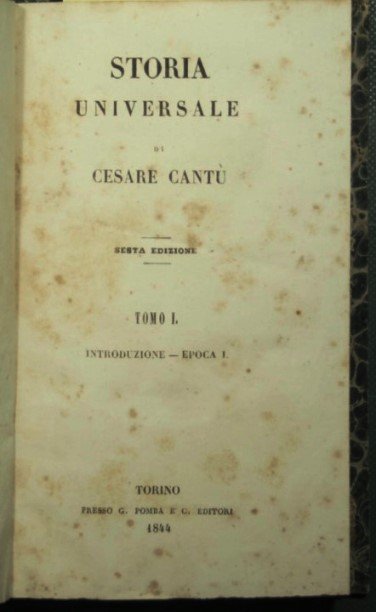 STORIA
UNIVERSALE
DI
CESARE CANTÙ
SESTA EDIZIONE
TOMO I.
INTRODUZIONE — EPOCA I.
TORINO
PRESSO G. POMBA E C. EDITORI
1844